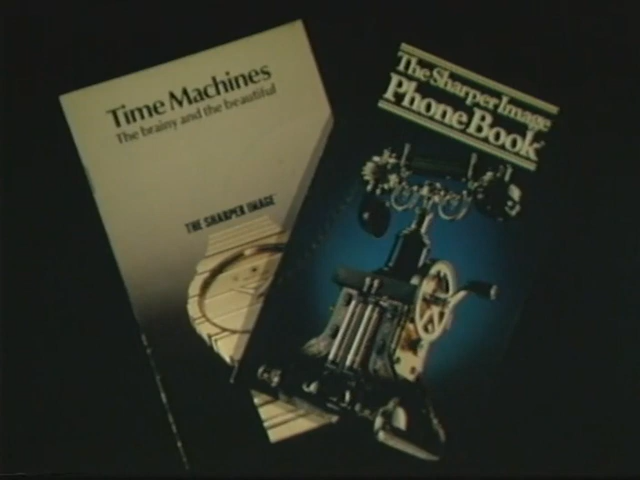 Time Machines
The brainy and the beautiful
THE SHARPER IMAGE
The Sharper Image
Phone Book